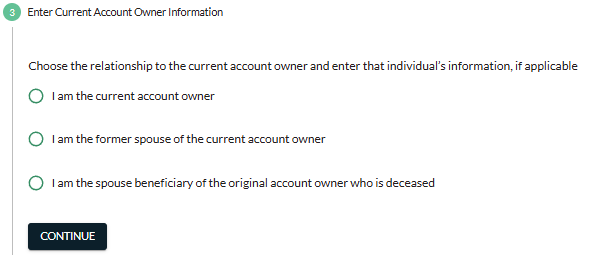 3 Enter Current Account Owner Information
Choose the relationship to the current account owner and enter that individual's information, if applicable
I am the current account owner
I am the former spouse of the current account owner
I am the spouse beneficiary of the original account owner who is deceased
CONTINUE